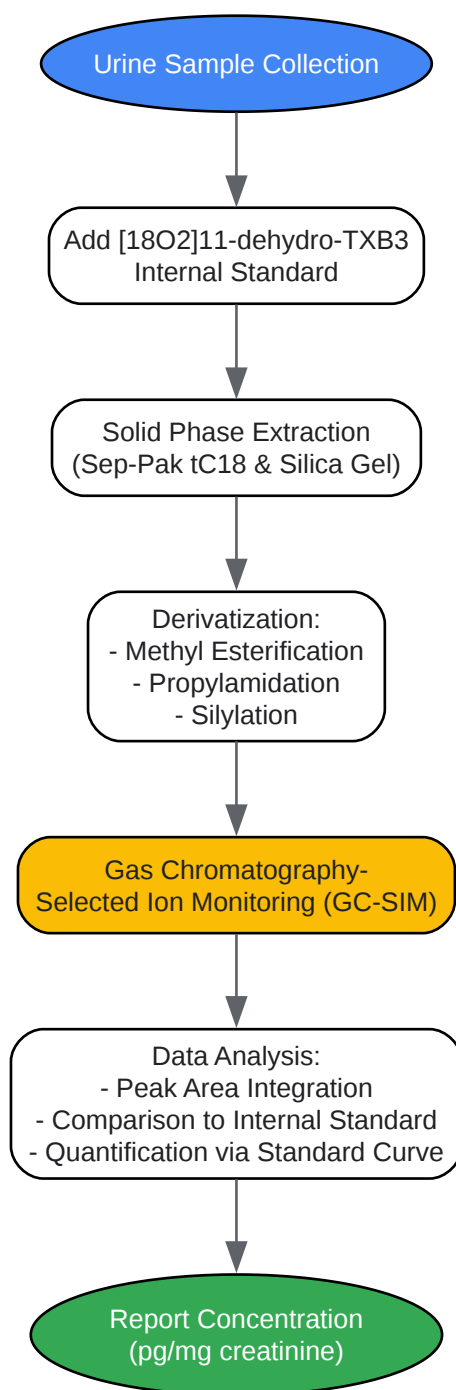 Urine Sample Collection
Add [18O2]11-dehydro-TXB3
Internal Standard
Solid Phase Extraction
(Sep-Pak tC18 & Silica Gel)
Derivatization:
- Methyl Esterification
- Propylamidation
- Silylation
Gas Chromatography-
Selected Ion Monitoring (GC-SIM)
Data Analysis:
- Peak Area Integration
- Comparison to Internal Standard
- Quantification via Standard Curve
Report Concentration
(pg/mg creatinine)